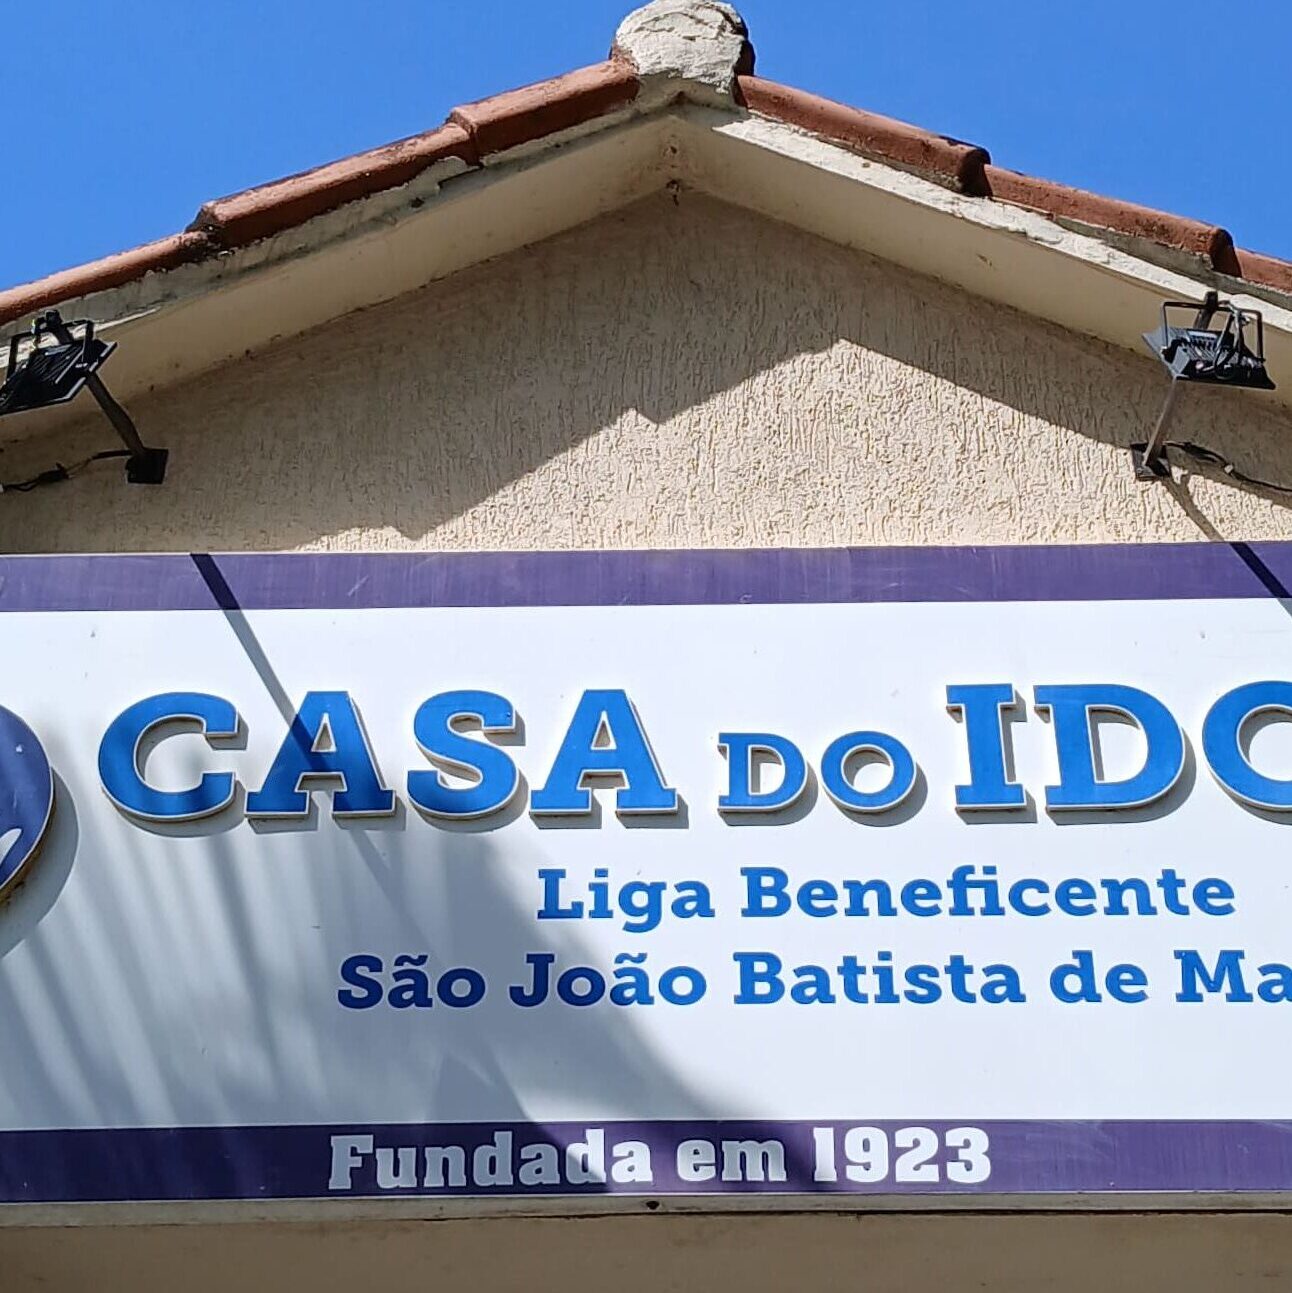 CASA DO IDO
Liga Beneficente
São João Batista de Ma
Fundada em 1923